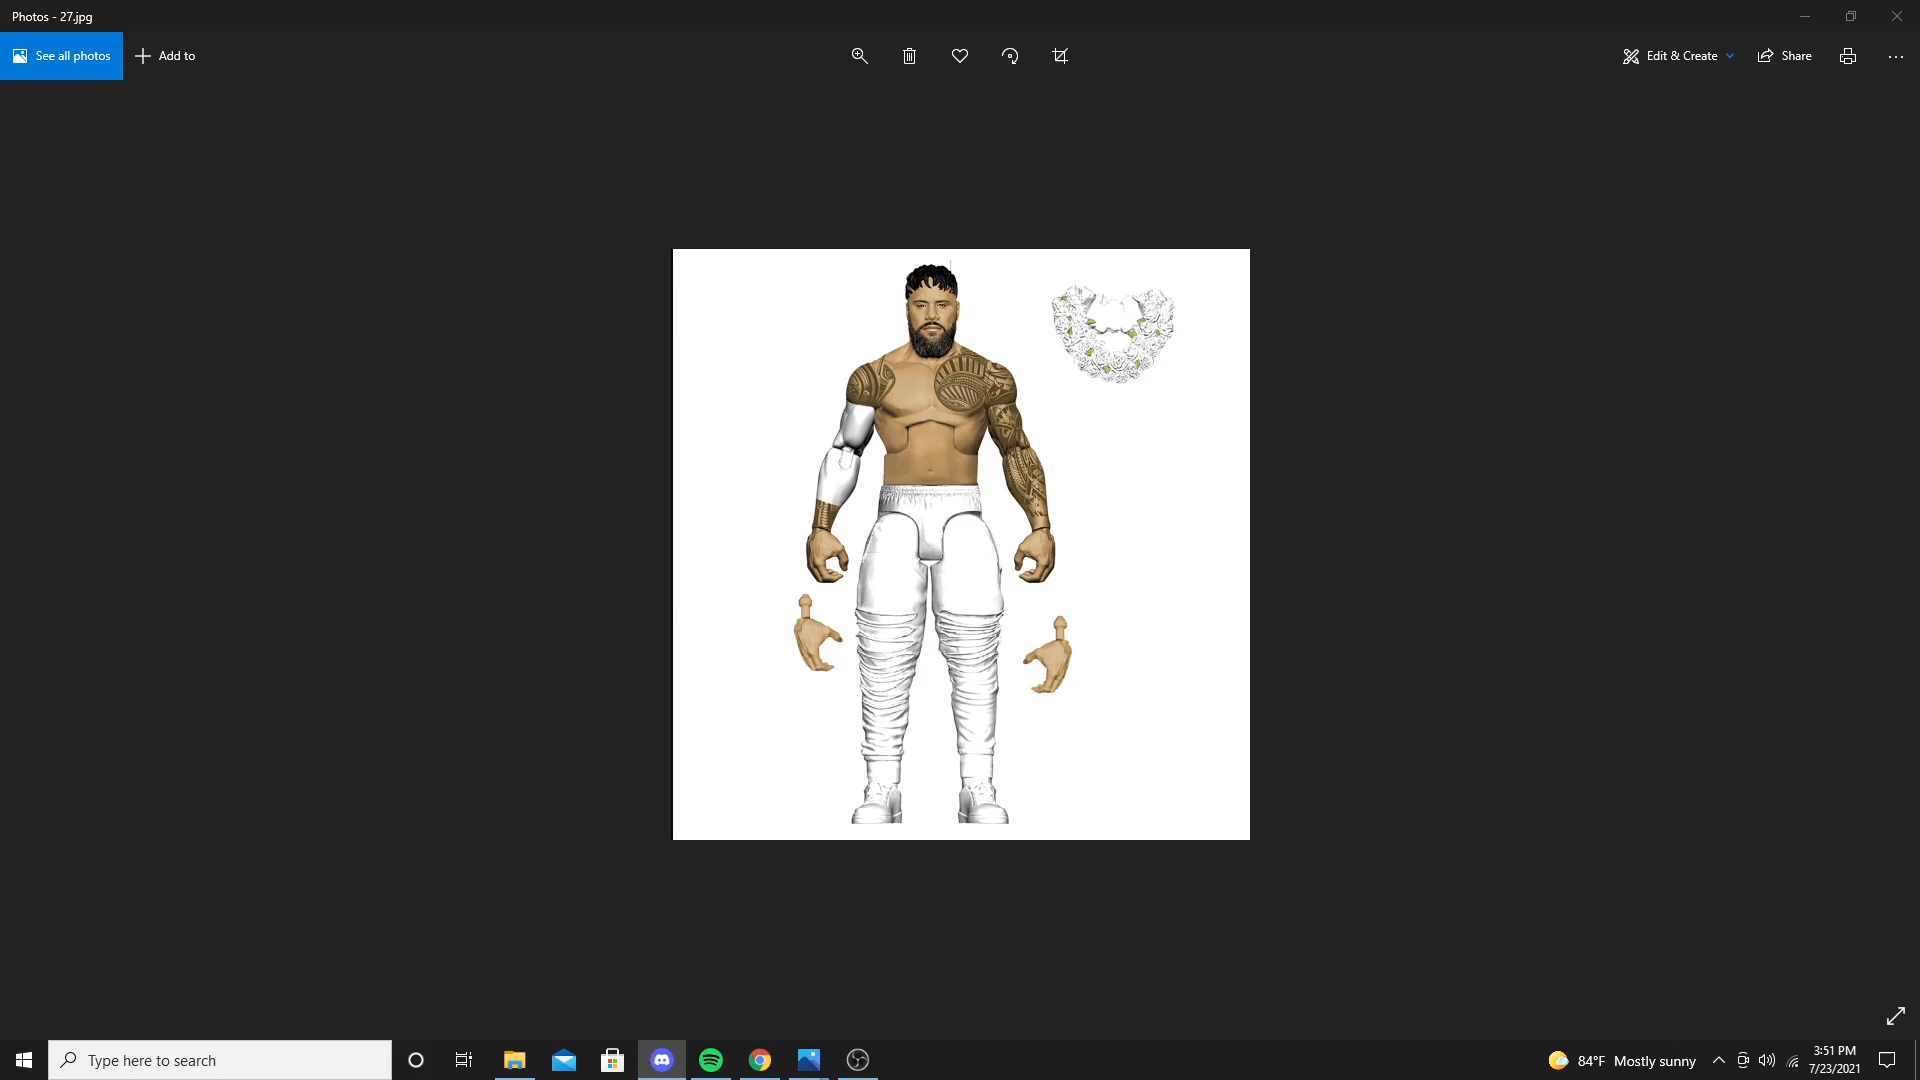 Photos - 27.jpg
See all photos
Add to
Edit & Create
Share
Type here to search
84°F Mostly sunny
3:51 PM
7/23/2021